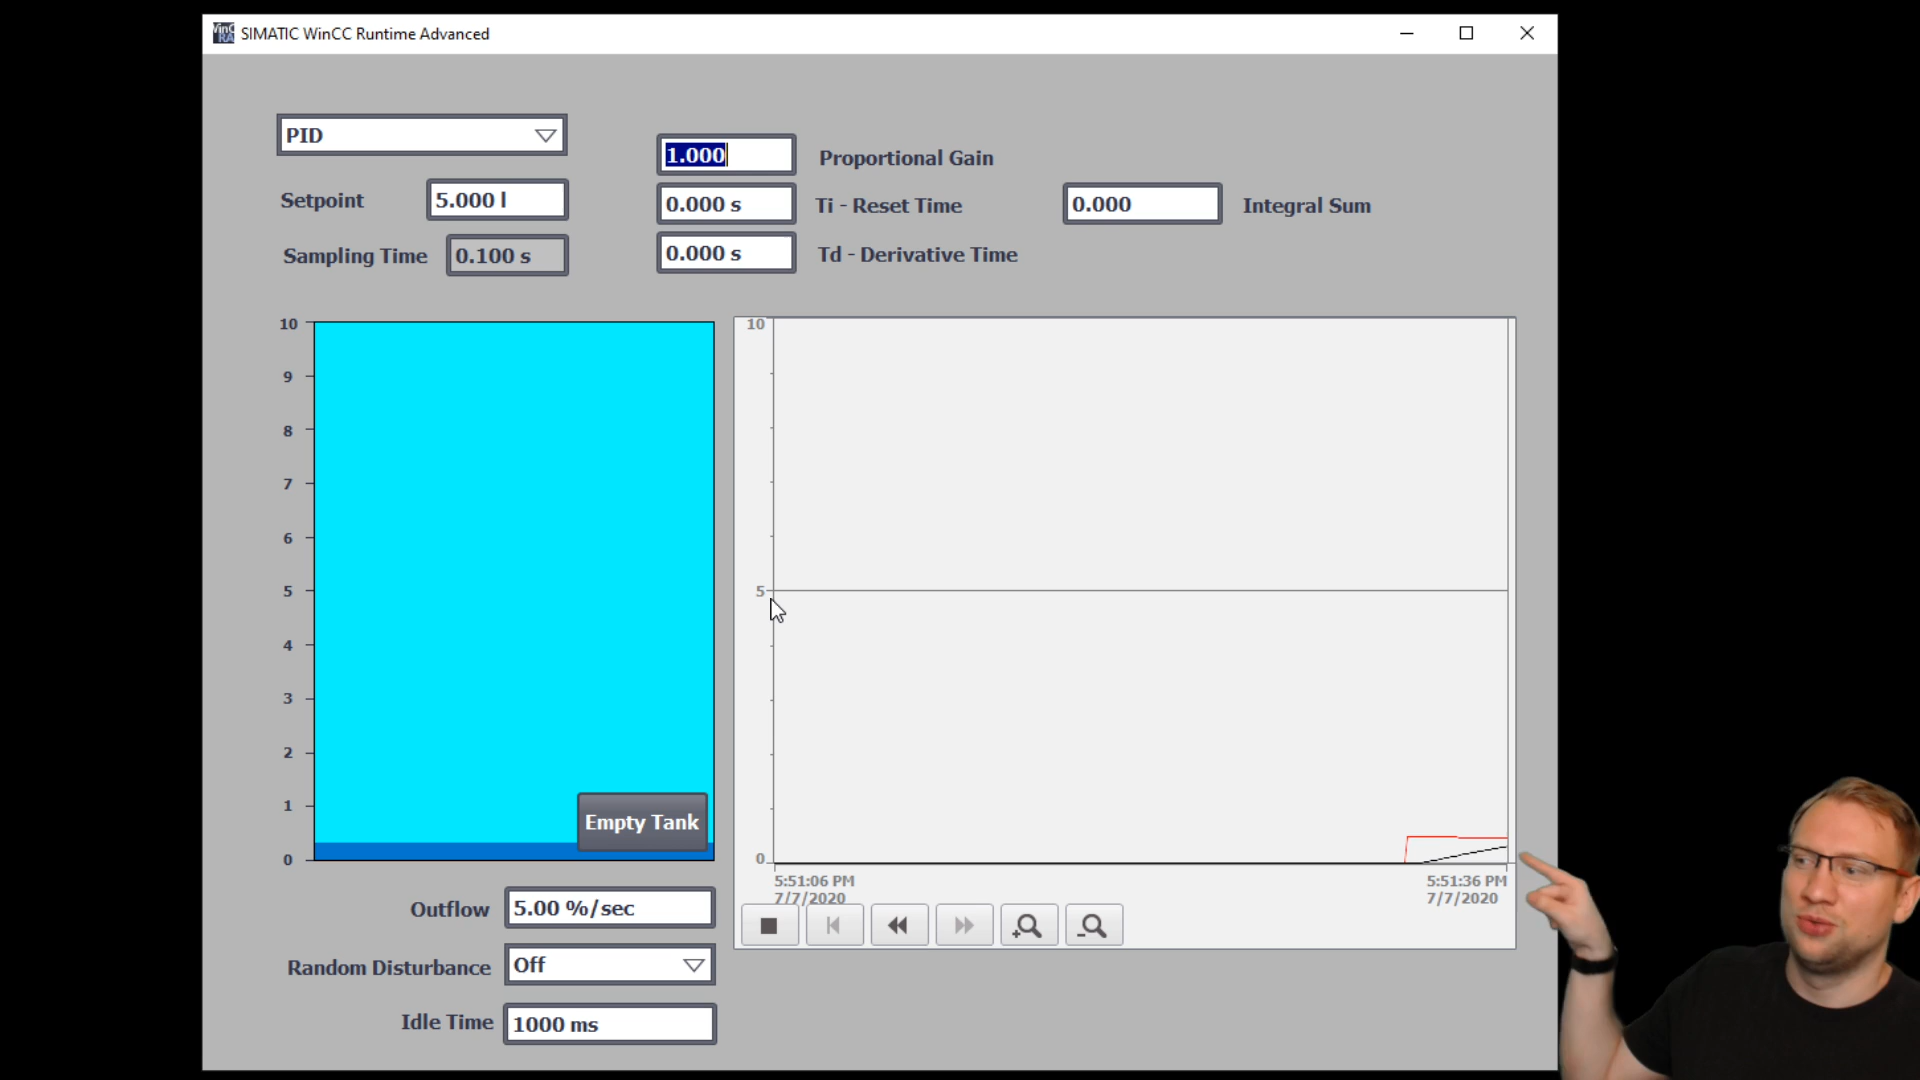 SIMATIC WinCC Runtime Advanced
PID
1.000
Proportional Gain
Setpoint
5.000 l
0.000 s
Ti - Reset Time
0.000
Integral Sum
Sampling Time
0.100 s
0.000 s
Td - Derivative Time
10
9
8
7
6
5
4
3
2
1
0
Empty Tank
10
5
0
5:51:06 PM
7/7/2020
5:51:36 PM
7/7/2020
Outflow
5.00 %/sec
Random Disturbance
Off
Idle Time
1000 ms